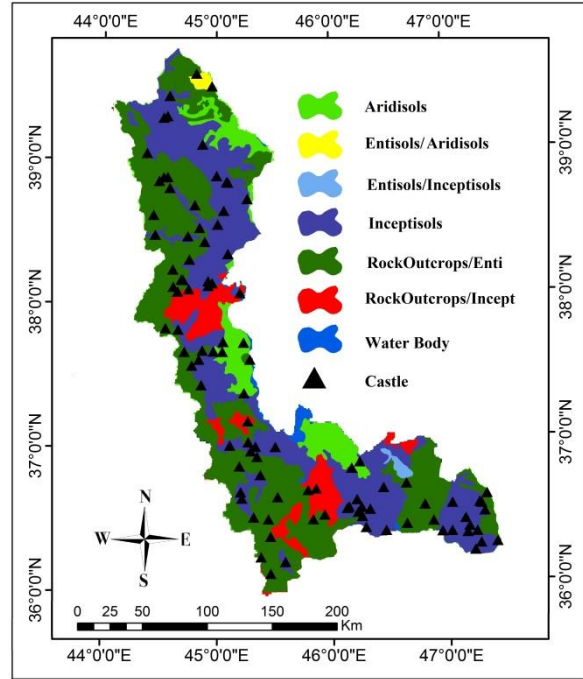 44°0'0"E 45°0'0"E 46°0'0"E 47°0'0"E
39°0'0"N
38°0'0"N
37°0'0"N
36°0'0"N
Aridisols
Entisols/Aridisols
Entisols/Inceptisols
Inceptisols
RockOutcrops/Enti
RockOutcrops/Incept
Water Body
Castle
39°0'0"N
38°0'0"N
37°0'0"N
36°0'0"N
N
W E
S
0 25 50 100 150 200
Km
44°0'0"E 45°0'0"E 46°0'0"E 47°0'0"E